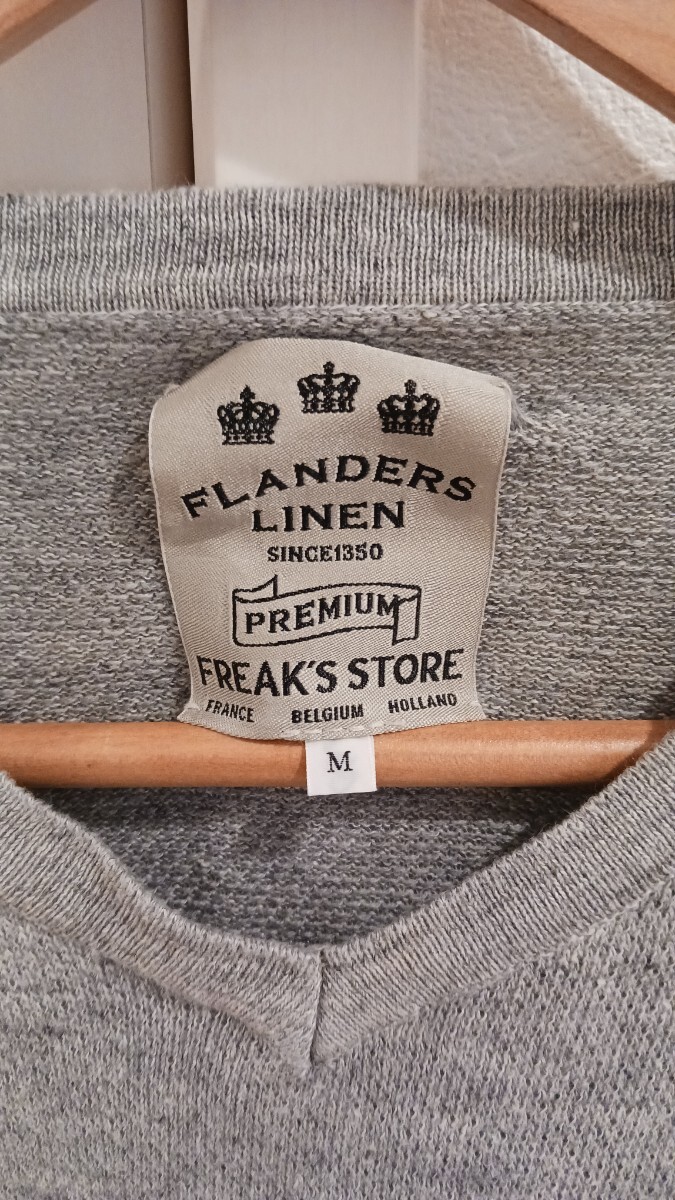 FLANDERS
LINEN
SINCE1350
PREMIUM
FREAK'S STORE
FRANCE BELGIUM HOLLAND
M